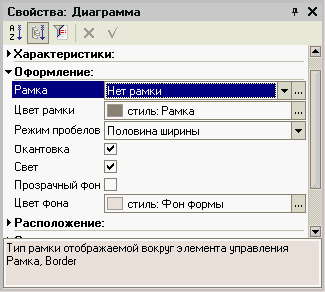 Свойства: Диаграмма
Характеристики:
Оформление:
Рамка Нет рамки
Цвет рамки стиль: Рамка
Режим пробелов Половина ширины
Окантовка
Свет
Прозрачный фон
Цвет фона стиль: Фон формы
Расположение:
Тип рамки отображаемой вокруг элемента управления
Рамка, Border